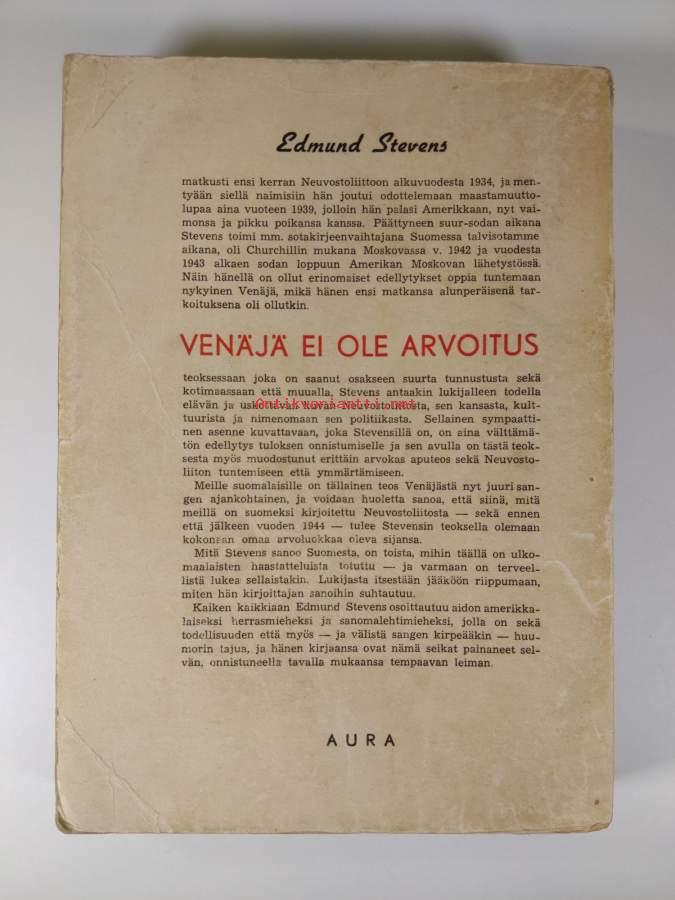 Edmund Stevens
matkusti ensi kerran Neuvostoliittoon alkuvuodesta 1934, ja men-
tyään siellä naimisiin hän joutui odottelemaan maastamuutto-
lupaa aina vuoteen 1939, jolloin hän palasi Amerikkaan, nyt vai-
monsa ja pikku poikansa kanssa. Päättyneen suur-sodan aikana
Stevens toimi mm. sotakirjeenvaihtajana Suomessa talvisotamme
aikana, oli Churchillin mukana Moskovassa v. 1942 ja vuodesta
1943 alkaen sodan loppuun Amerikan Moskovan lähetystössä.
Näin hänellä on ollut erinomaiset edellytykset oppia tuntemaan
nykyinen Venäjä, mikä hänen ensi matkansa alunperäisenä tar-
koituksena oli ollutkin.
VENÄJÄ EI OLE ARVOITUS
teoksessaan joka on saanut osakseen suurta tunnustusta sekä
kotimaassaan että muualla, Stevens antaakin lukijalleen todella
elävän ja uskottavan kuvan Neuvostoliitosta, sen kansasta, kult-
Antikvariantti.net
tuurista ja nimenomaan sen politiikasta. Sellainen sympaatti-
nen asenne kuvattavaan, joka Stevensillä on, on aina välttämä-
tön edellytys tuloksen onnistumiselle ja sen avulla on tästä teok-
sesta myös muodostunut erittäin arvokas aputeos sekä Neuvosto-
liiton tuntemiseen että ymmärtämiseen.
Meille suomalaisille on tällainen teos Venäjästä nyt juuri san-
gen ajankohtainen, ja voidaan huoletta sanoa, että siinä, mitä
meillä on suomeksi kirjoitettu Neuvostoliitosta — sekä ennen
että jälkeen vuoden 1944 — tulee Stevensin teoksella olemaan
kokonaan omaa arvoluokkaa oleva sijansa.
Mitä Stevens sanoo Suomesta, on toista, mihin täällä on ulko-
maalaisten haastatteluista totuttu — ja varmaan on terveel-
listä lukea sellaistakin. Lukijasta itsestään jääköön riippumaan,
miten hän kirjoittajan sanoihin suhtautuu.
Kaiken kaikkiaan Edmund Stevens osoittautuu aidon amerikka-
laiseksi herrasmieheksi ja sanomalehtimieheksi, jolla on sekä
todellisuuden että myös — ja välistä sangen kirpeääkin — huu-
morin tajua, ja hänen kirjaansa ovat nämä seikat painaneet sel-
vän, onnistuneella tavalla mukaansa tempaavan leiman.
AURA